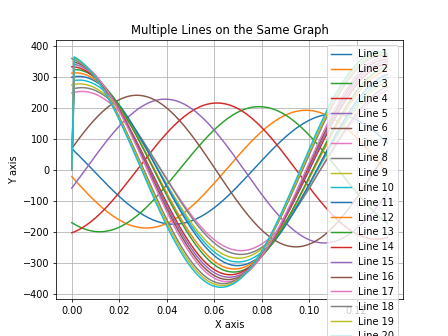 Multiple Lines on the Same Graph
400
300
200
100
0
−100
−200
−300
−400
Y axis
0.00
0.02
0.04
0.06
0.08
0.10
X axis
Line 1
Line 2
Line 3
Line 4
Line 5
Line 6
Line 7
Line 8
Line 9
Line 10
Line 11
Line 12
Line 13
Line 14
Line 15
Line 16
Line 17
Line 18
Line 19
Line 20